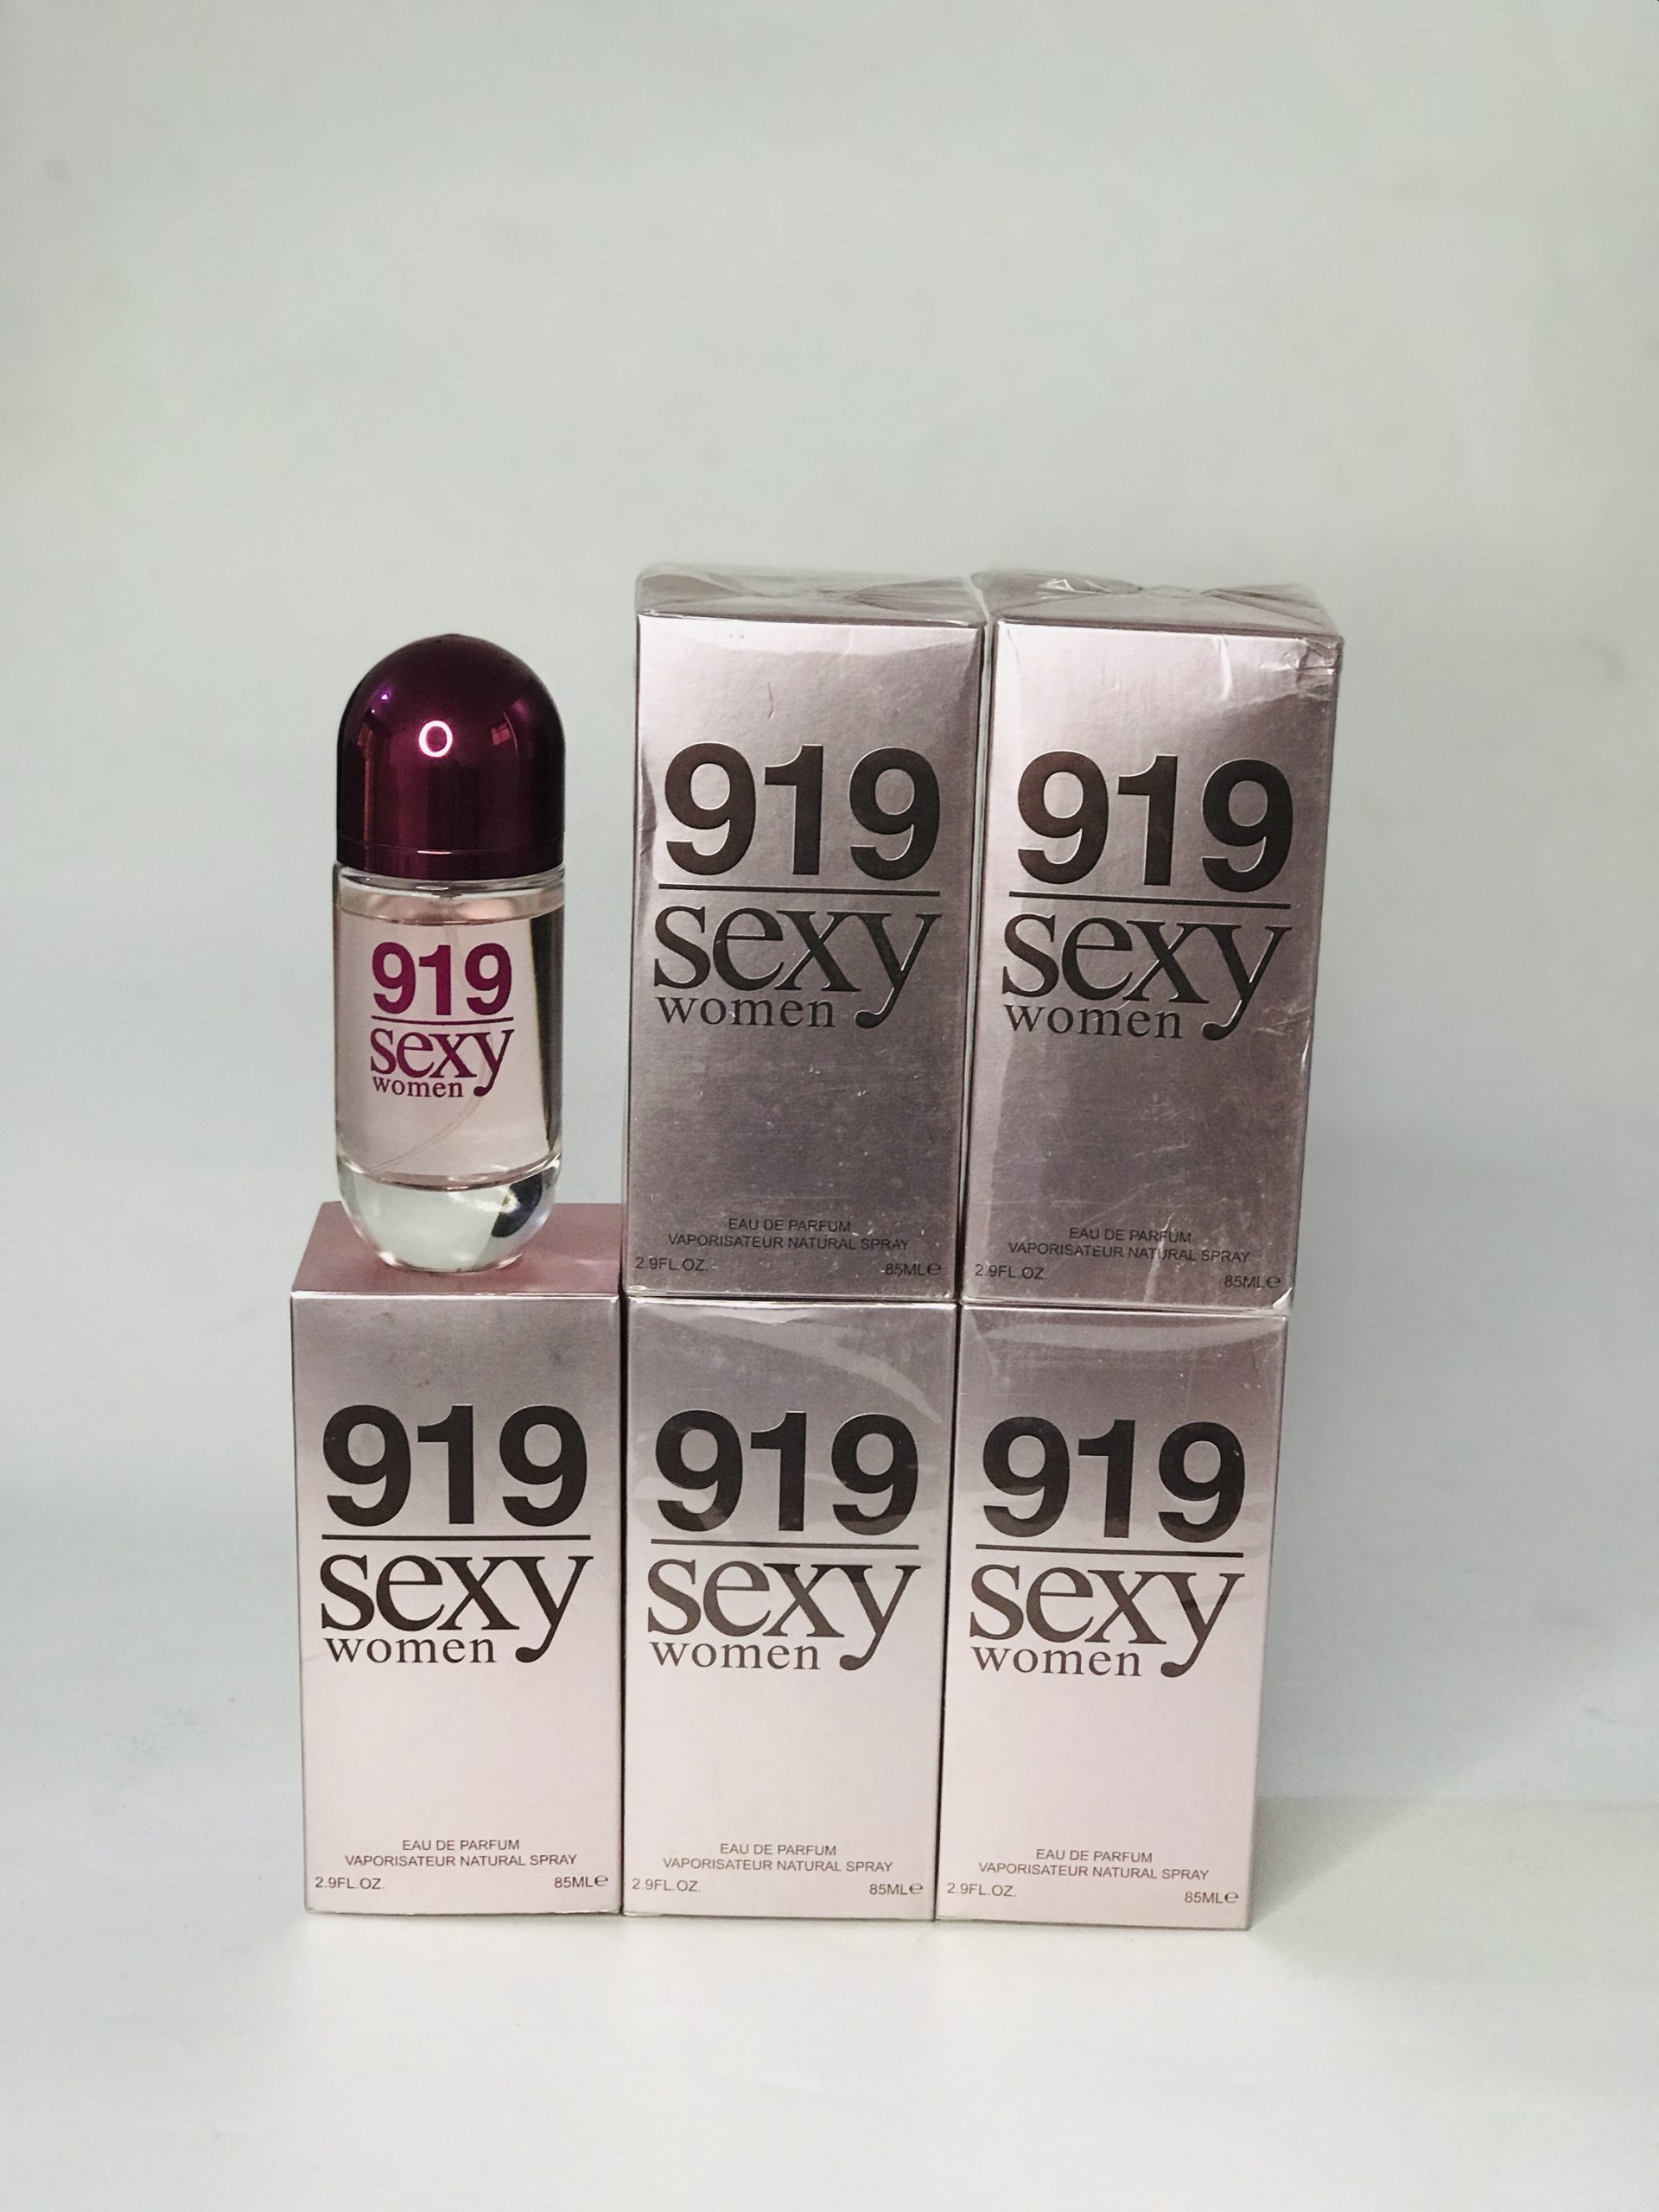 919
sexy
women
919
sexy
women
EAU DE PARFUM
VAPORISATEUR NATURAL SPRAY
2.9FL.OZ.
85ML℮
919
sexy
women
EAU DE PARFUM
VAPORISATEUR NATURAL SPRAY
2.9FL.OZ
85ML℮
919
sexy
women
EAU DE PARFUM
VAPORISATEUR NATURAL SPRAY
2.9FL.OZ.
85ML℮
919
sexy
women
EAU DE PARFUM
VAPORISATEUR NATURAL SPRAY
2.9FL.OZ.
85ML℮
919
sexy
women
EAU DE PARFUM
VAPORISATEUR NATURAL SPRAY
2.9FL.OZ.
85ML℮